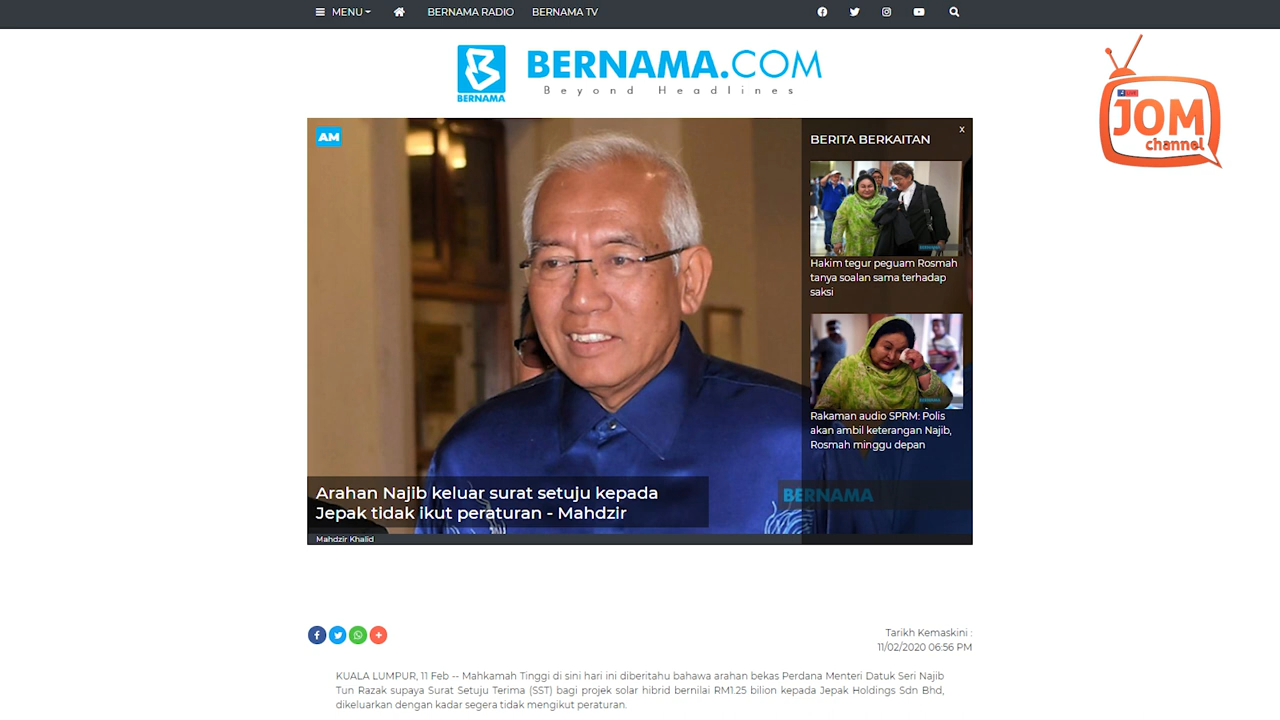 MENU
BERNAMA RADIO
BERNAMA TV
BERNAMA
BERNAMA.COM
Beyond Headlines
LIVE
JOM
channel
AM
x
BERITA BERKAITAN
BERNAMA
Hakim tegur peguam Rosmah
tanya soalan sama terhadap
saksi
BERNAMA
Rakaman audio SPRM: Polis
akan ambil keterangan Najib,
Rosmah minggu depan
BERNAMA
Arahan Najib keluar surat setuju kepada
Jepak tidak ikut peraturan - Mahdzir
Mahdzir Khalid
Tarikh Kemaskini :
11/02/2020 06:56 PM
KUALA LUMPUR, 11 Feb -- Mahkamah Tinggi di sini hari ini diberitahu bahawa arahan bekas Perdana Menteri Datuk Seri Najib
Tun Razak supaya Surat Setuju Terima (SST) bagi projek solar hibrid bernilai RM1.25 bilion kepada Jepak Holdings Sdn Bhd,
dikeluarkan dengan kadar segera tidak mengikut peraturan.